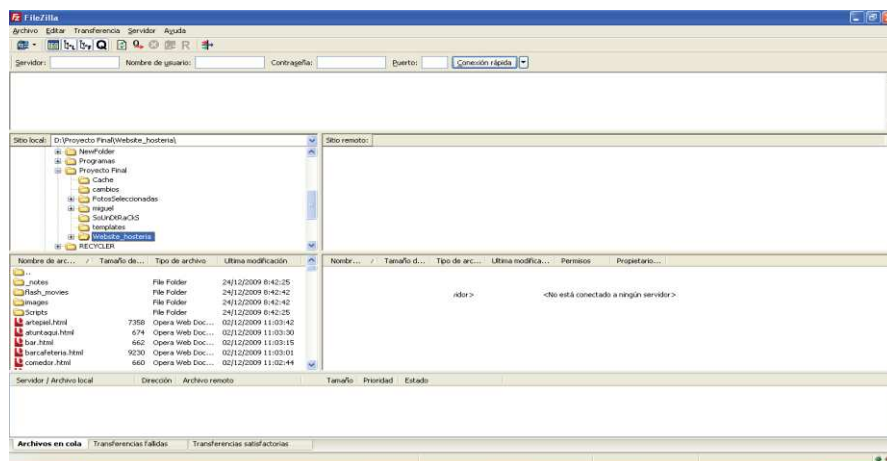 FileZilla
Archivo Editar Transferencia Servidor Ayuda
Servidor: Nombre de usuario: Contraseña: Puerto: Conexión rápida
Sitio local: D:\Proyecto Final\Website_hosteria\
Sitio remoto:
NewFolder
Programas
Proyecto Final
Cache
cambios
FotosSeleccionadas
miguel
SoUnDtRaCkS
templates
Website_hosteria
RECYCLER
Nombre de arc... / Tamaño de... Tipo de archivo Ultima modificación
..
_notes File Folder 24/12/2009 8:42:25
flash_movies File Folder 24/12/2009 8:42:42
images File Folder 24/12/2009 8:42:42
Scripts File Folder 24/12/2009 8:42:25
artepiel.html 7358 Opera Web Doc... 02/12/2009 11:03:42
atuntaqui.html 674 Opera Web Doc... 02/12/2009 11:03:30
bar.html 662 Opera Web Doc... 02/12/2009 11:03:15
barcafeteria.html 9230 Opera Web Doc... 02/12/2009 11:03:01
comedor.html 660 Opera Web Doc... 02/12/2009 11:02:44
Nombr... / Tamaño d... Tipo de arc... Ultima modifica... Permisos Propietario...
vidor> <No está conectado a ningún servidor>
Servidor / Archivo local Dirección Archivo remoto Tamaño Prioridad Estado
Archivos en cola Transferencias fallidas Transferencias satisfactorias